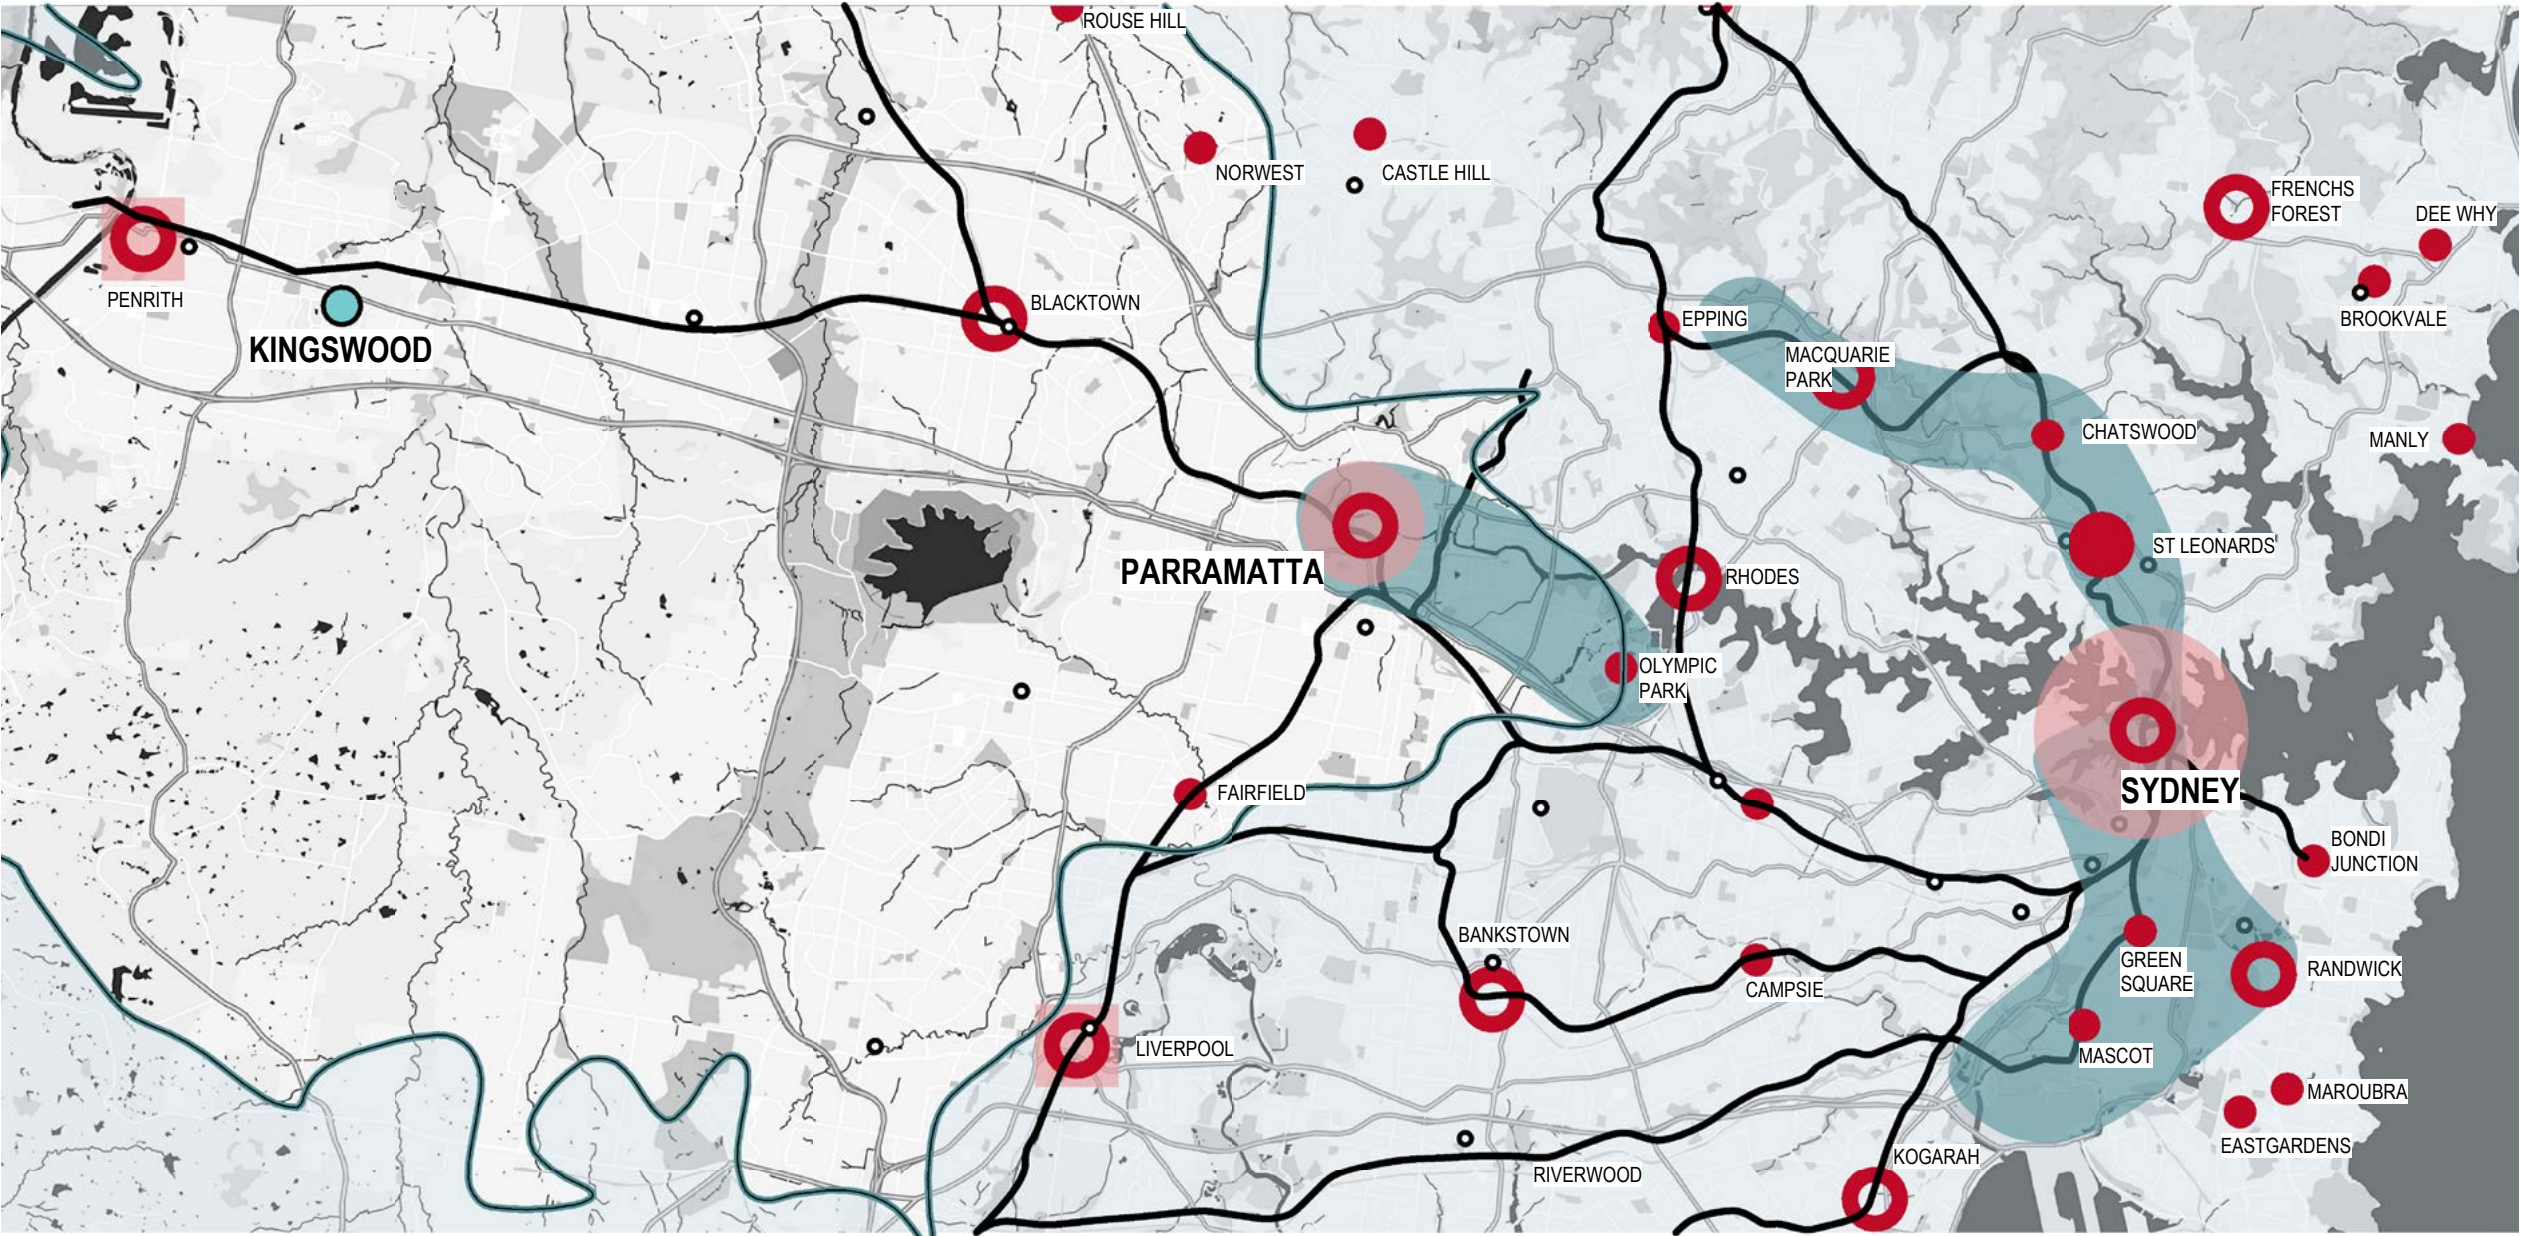 ROUSE HILL
NORWEST
CASTLE HILL
FRENCHS
FOREST
DEE WHY
PENRITH
BLACKTOWN
EPPING
BROOKVALE
KINGSWOOD
MACQUARIE
PARK
CHATSWOOD
MANLY
ST LEONARDS
PARRAMATTA
RHODES
OLYMPIC
PARK
FAIRFIELD
SYDNEY
BONDI
JUNCTION
BANKSTOWN
GREEN
SQUARE
RANDWICK
CAMPSIE
LIVERPOOL
MASCOT
MAROUBRA
EASTGARDENS
KOGARAH
RIVERWOOD